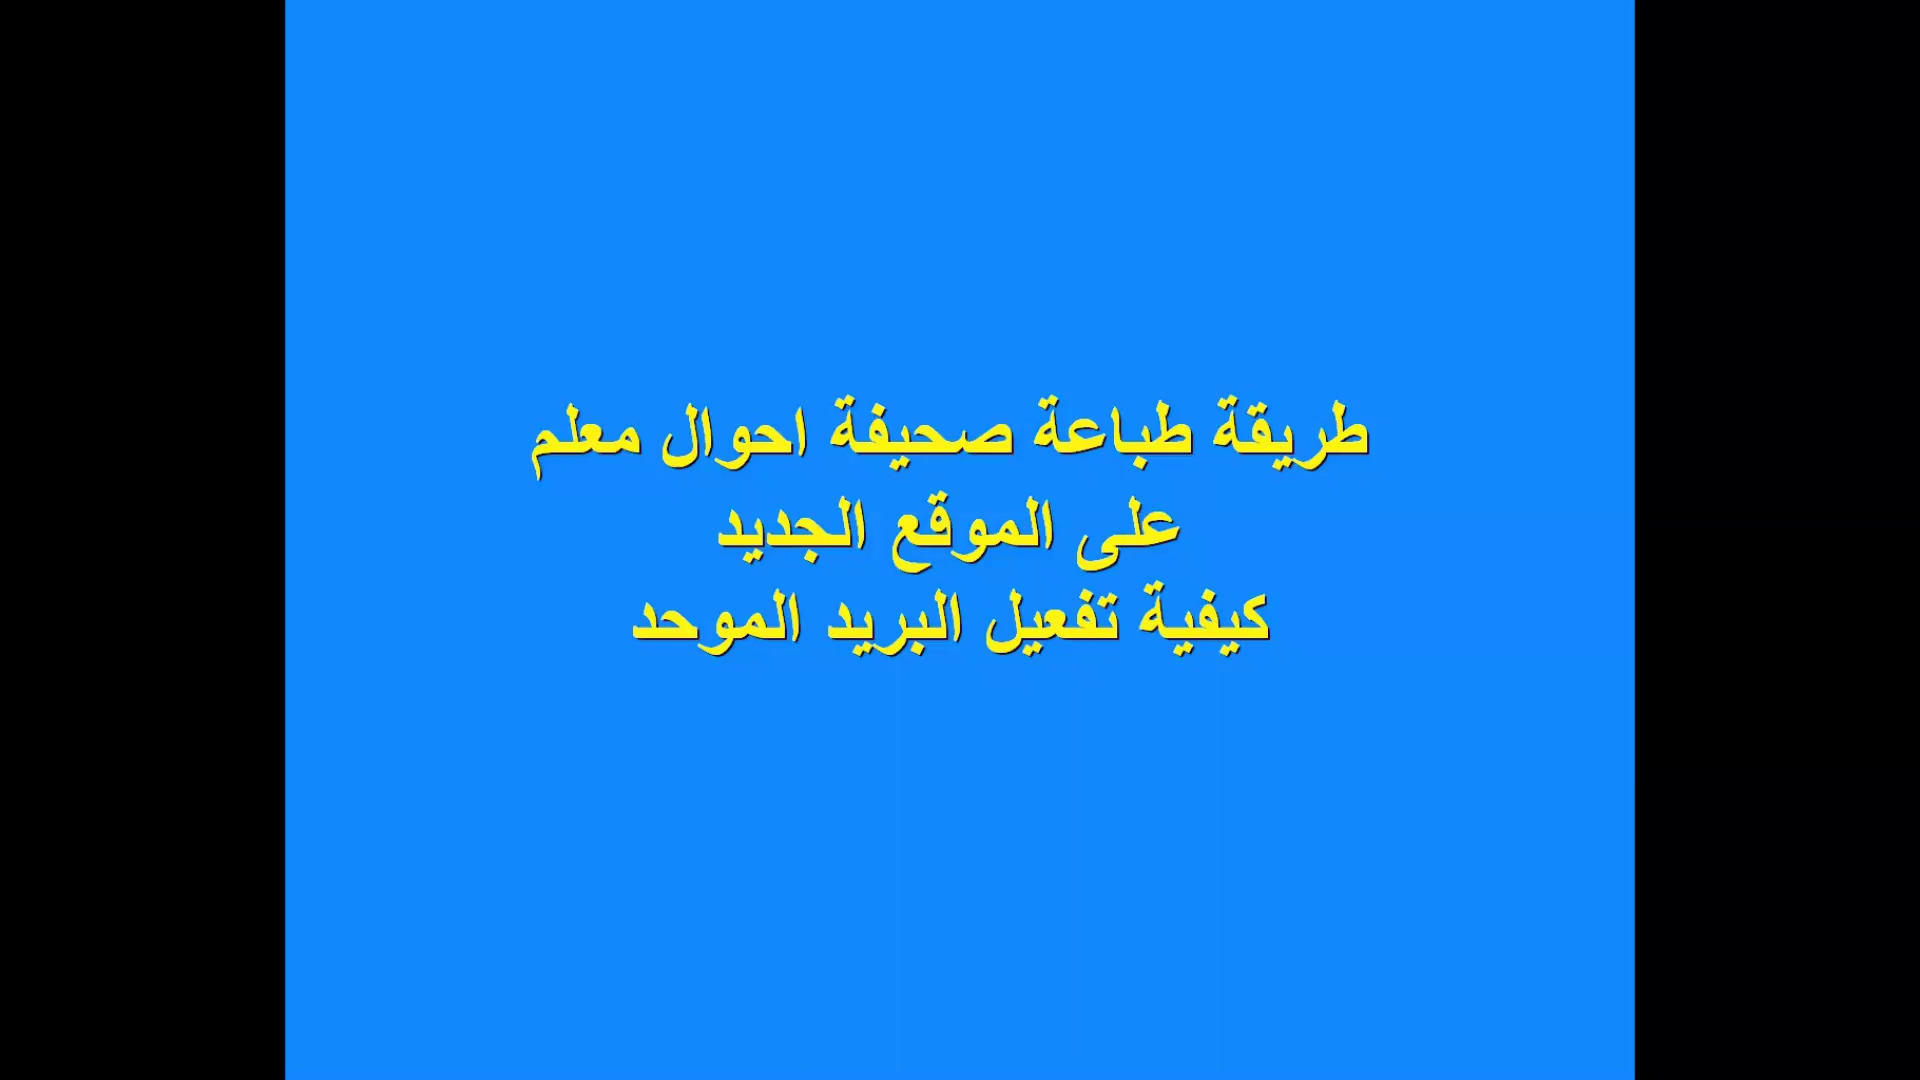 طريقة طباعة صحيفة احوال معلم
على الموقع الجديد
كيفية تفعيل البريد الموحد